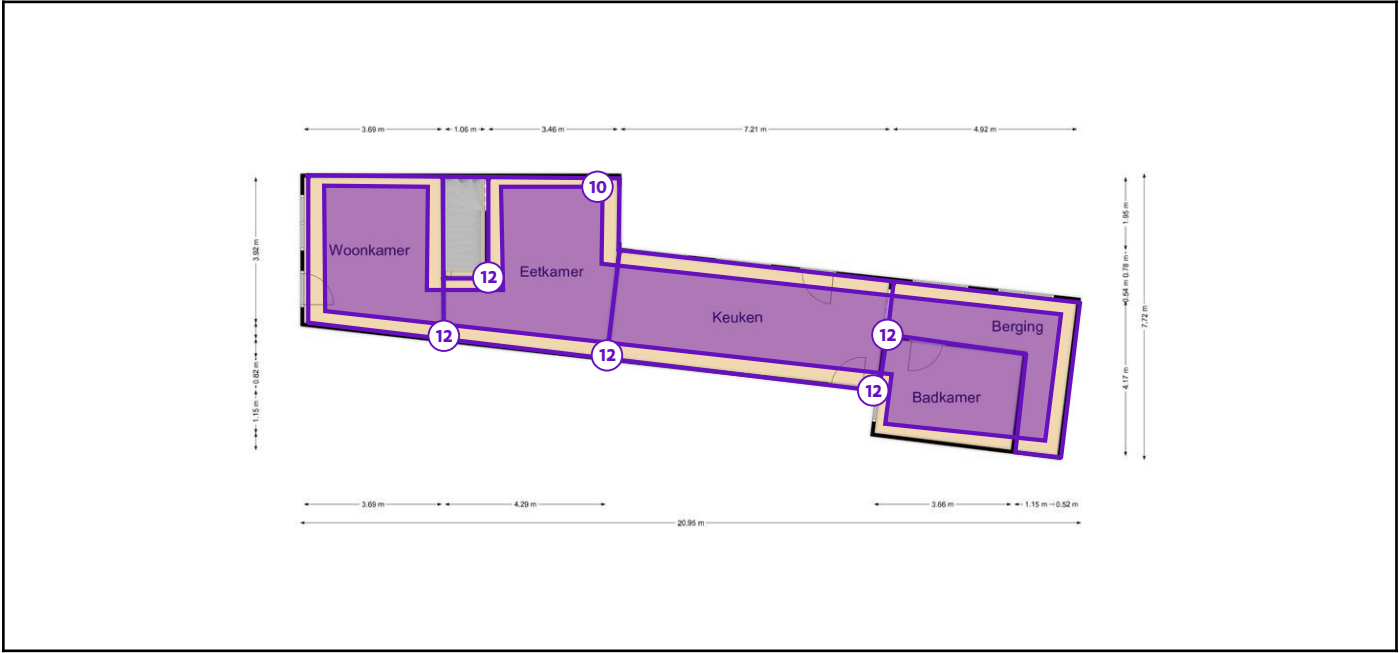 3.69 m 1.06 m 3.46 m 7.21 m 4.92 m
10
Woonkamer
Eetkamer
12
Keuken
Berging
12
12
12
12
Badkamer
3.92 m
0.82 m
1.15 m
1.95 m
0.78 m
0.54 m
4.17 m
7.72 m
3.69 m 4.29 m 3.66 m 1.15 m 0.52 m
20.95 m